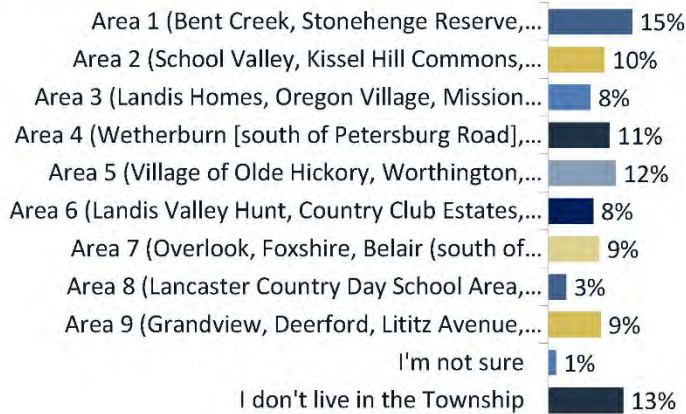 Area 1 (Bent Creek, Stonehenge Reserve,... 15%
Area 2 (School Valley, Kissel Hill Commons,... 10%
Area 3 (Landis Homes, Oregon Village, Mission... 8%
Area 4 (Wetherburn [south of Petersburg Road],... 11%
Area 5 (Village of Olde Hickory, Worthington,... 12%
Area 6 (Landis Valley Hunt, Country Club Estates,... 8%
Area 7 (Overlook, Foxshire, Belair (south of... 9%
Area 8 (Lancaster Country Day School Area,... 3%
Area 9 (Grandview, Deerford, Lititz Avenue,... 9%
I'm not sure 1%
I don't live in the Township 13%